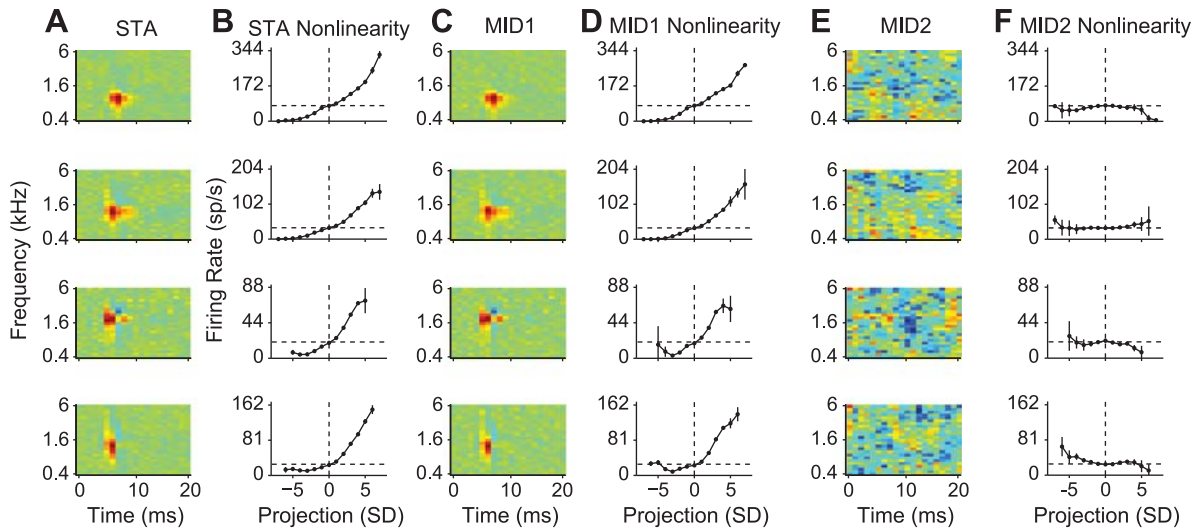 A STA B STA Nonlinearity C MID1 D MID1 Nonlinearity E MID2 F MID2 Nonlinearity
6 344 6 344 6 344
1.6 172 1.6 172 1.6 172
0.4 0 0.4 0 0.4 0
6 204 6 204 6 204
1.6 102 1.6 102 1.6 102
0.4 0 0.4 0 0.4 0
Frequency (kHz)
Firing Rate (sp/s)
6 88 6 88 6 88
1.6 44 1.6 44 1.6 44
0.4 0 0.4 0 0.4 0
6 162 6 162 6 162
1.6 81 1.6 81 1.6 81
0.4 0 0.4 0 0.4 0
0 10 20 −5 0 5 0 10 20 −5 0 5 0 10 20 -5 0 5
Time (ms) Projection (SD) Time (ms) Projection (SD) Time (ms) Projection (SD)